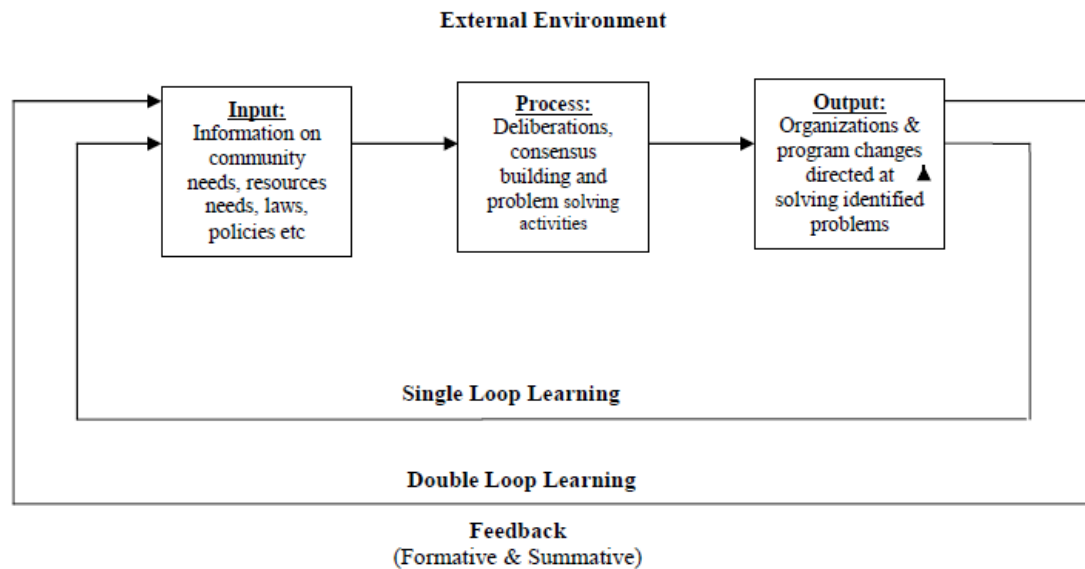 External Environment
Input:
Information on
community
needs, resources
needs, laws,
policies etc
Process:
Deliberations,
consensus
building and
problem solving
activities
Output:
Organizations &
program changes
directed at
solving identified
problems
Single Loop Learning
Double Loop Learning
Feedback
(Formative & Summative)